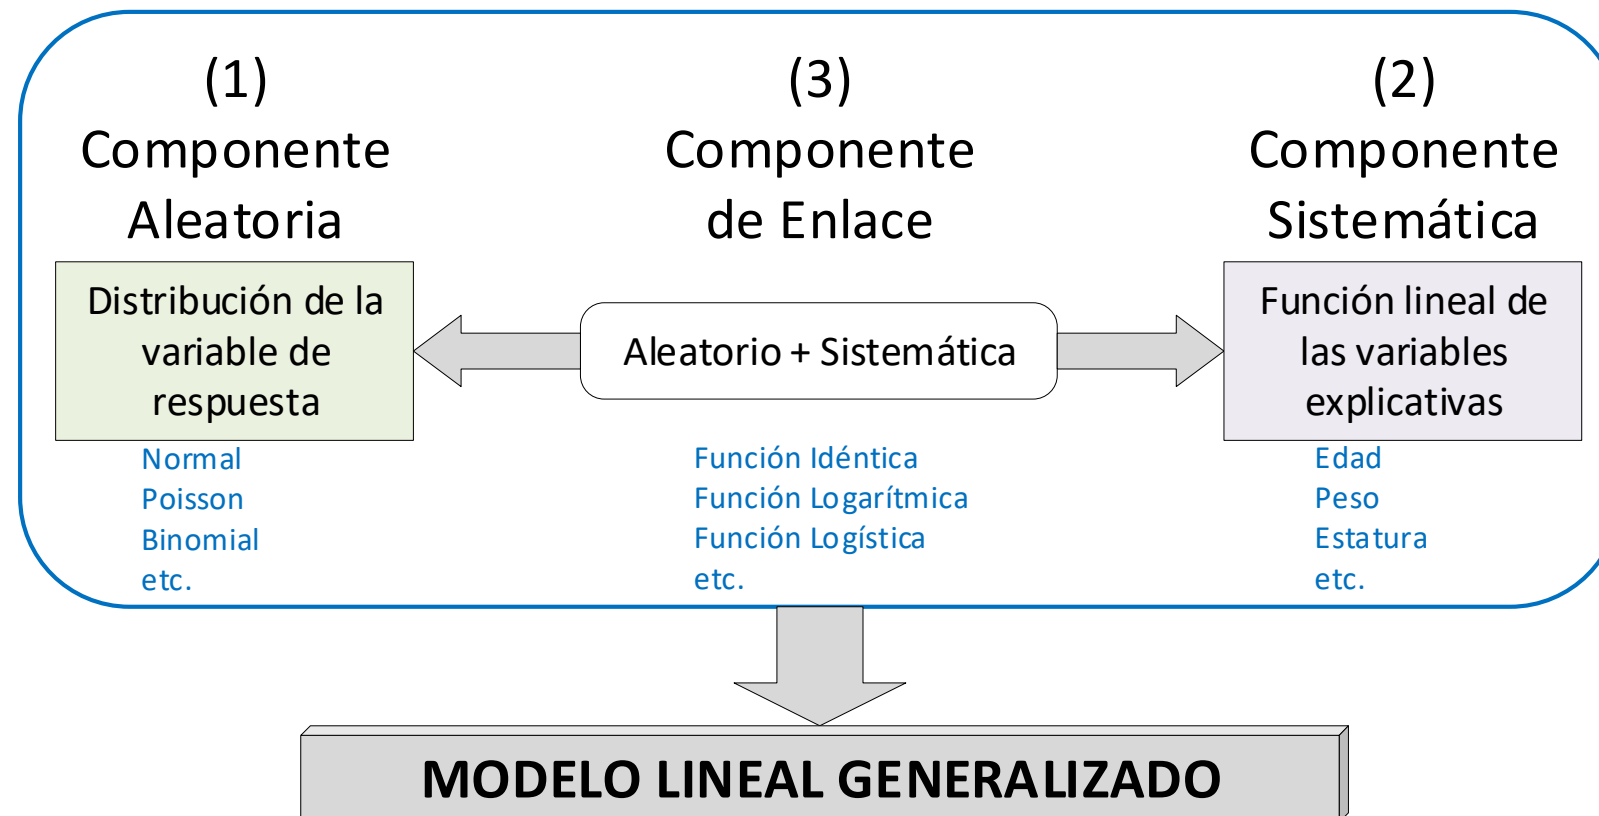 (1)
Componente
Aleatoria
Distribución de la
variable de
respuesta
Normal
Poisson
Binomial
etc.
(3)
Componente
de Enlace
Aleatorio + Sistemática
Función Idéntica
Función Logarítmica
Función Logística
etc.
(2)
Componente
Sistemática
Función lineal de
las variables
explicativas
Edad
Peso
Estatura
etc.
MODELO LINEAL GENERALIZADO